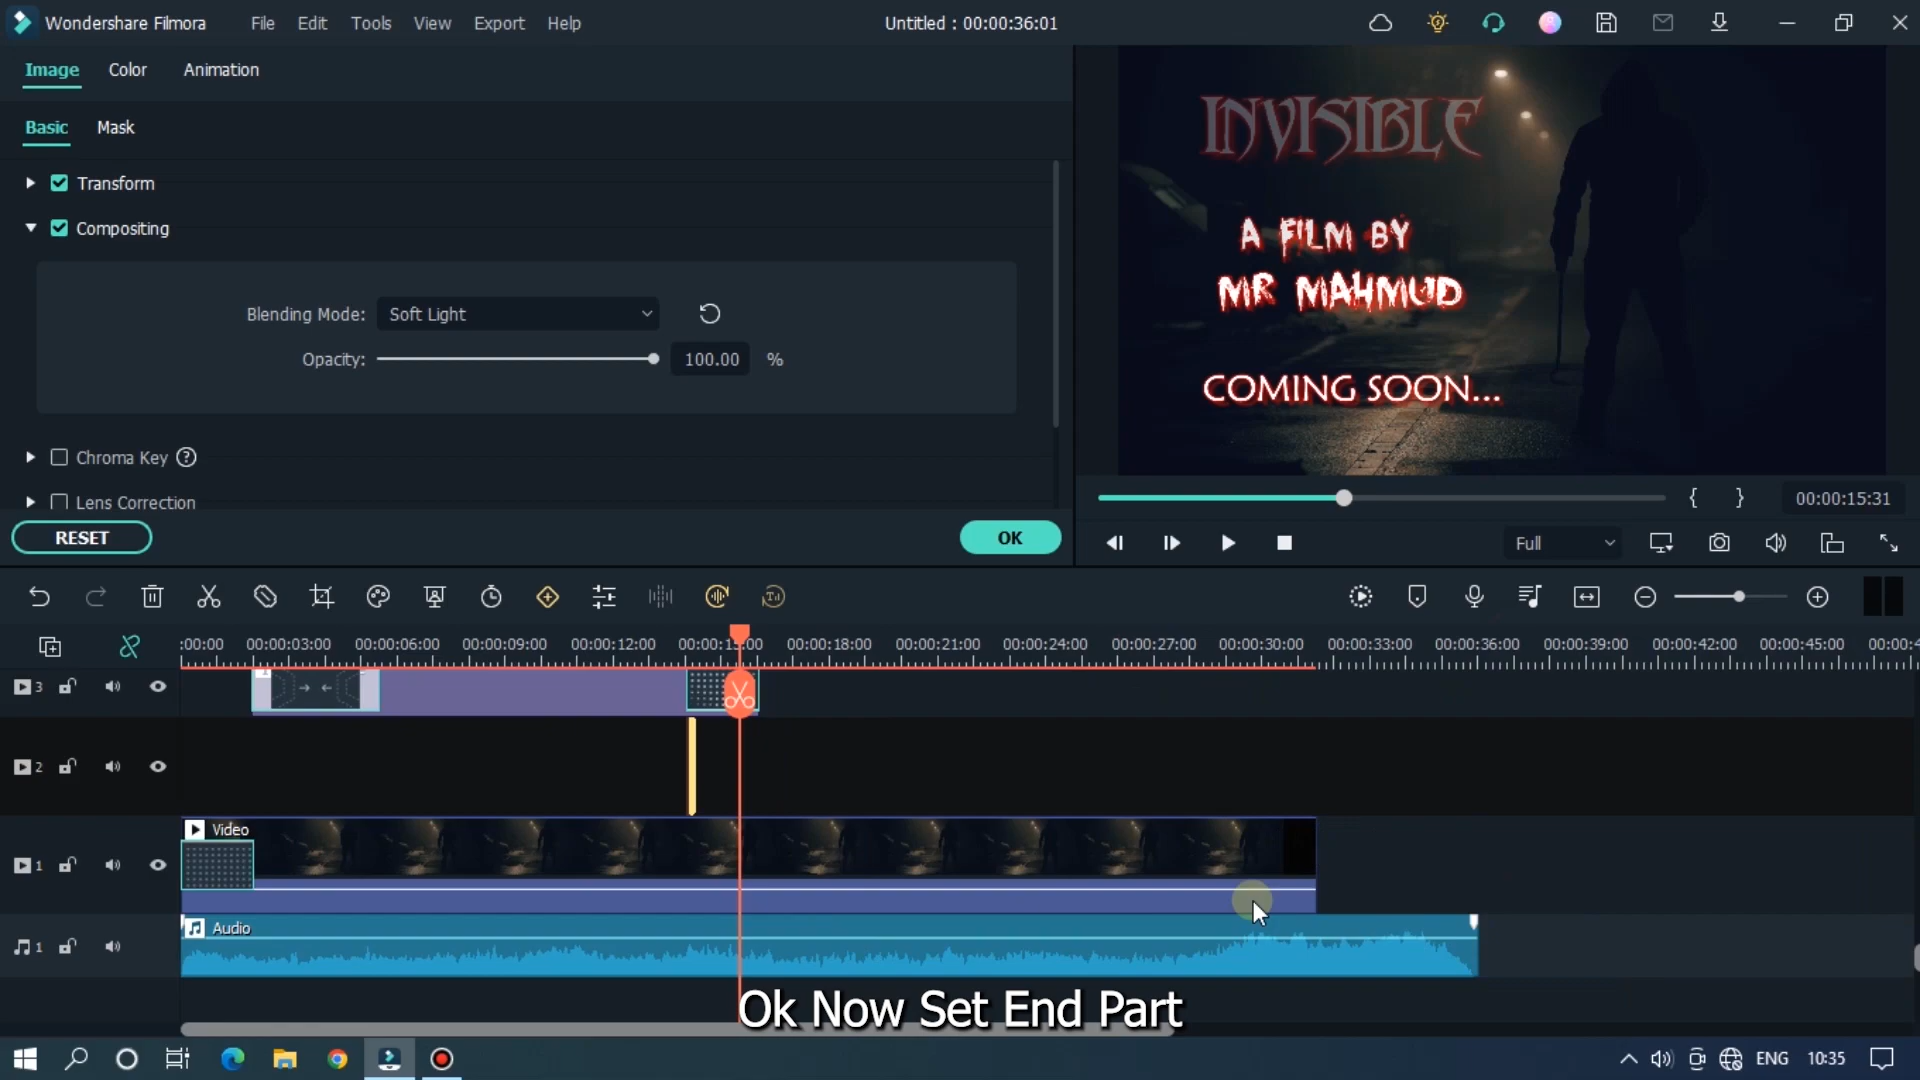 Wondershare Filmora
File
Edit
Tools
View
Export
Help
Untitled : 00:00:36:01
Image
Color
Animation
Basic
Mask
Transform
Compositing
Blending Mode:
Soft Light
Opacity:
100.00
%
Chroma Key
Lens Correction
RESET
OK
INVISIBLE
A FILM BY
MR MAHMUD
COMING SOON...
{
}
00:00:15:31
Full
:00:00
00:00:03:00
00:00:06:00
00:00:09:00
00:00:12:00
00:00:18:00
00:00:21:00
00:00:24:00
00:00:27:00
00:00:30:00
00:00:33:00
00:00:36:00
00:00:39:00
00:00:42:00
00:00:45:00
3
2
Video
1
Audio
1
Ok Now Set End Part
ENG
10:35